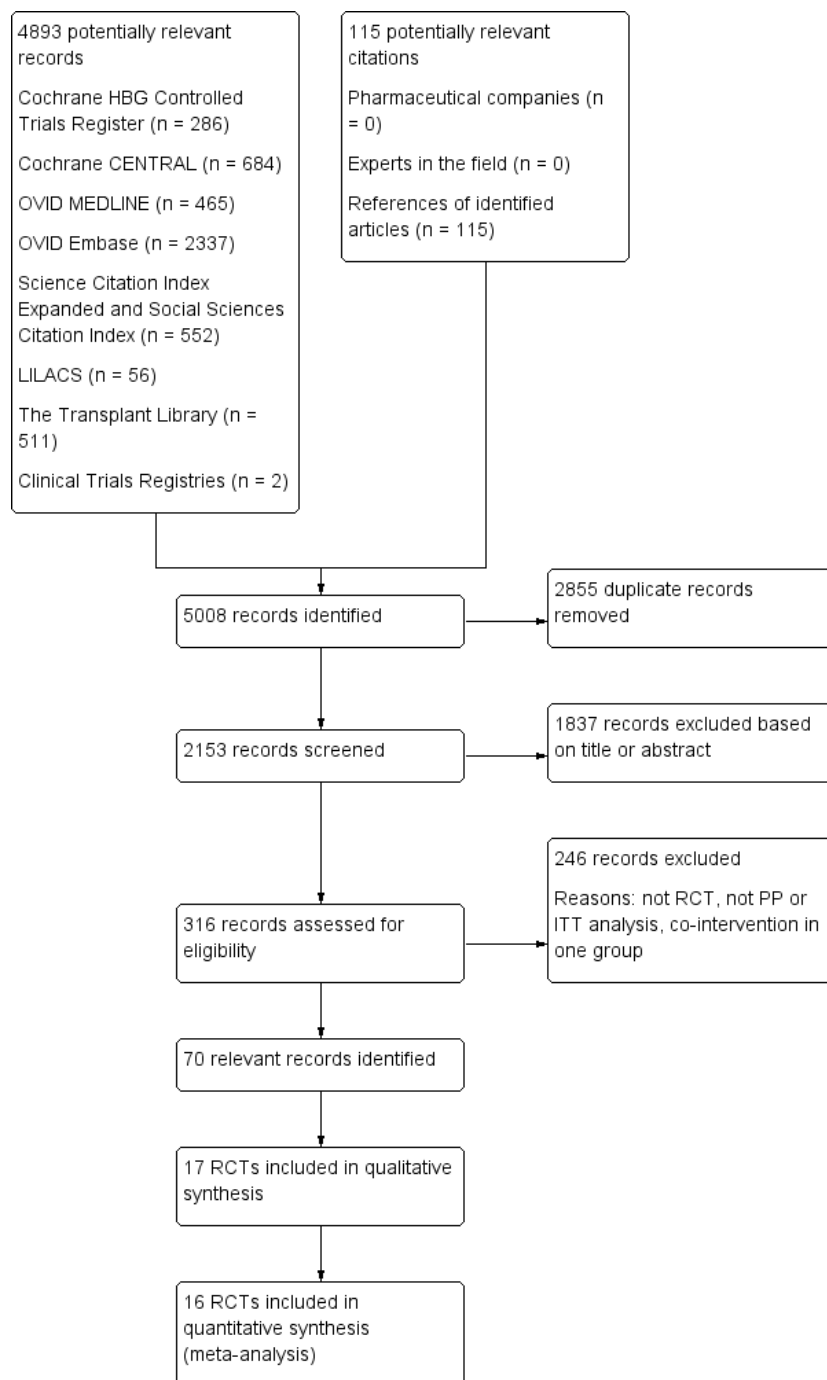 4893 potentially relevant
records
Cochrane HBG Controlled
Trials Register (n = 286)
Cochrane CENTRAL (n = 684)
OVID MEDLINE (n = 465)
OVID Embase (n = 2337)
Science Citation Index
Expanded and Social Sciences
Citation Index (n = 552)
LILACS (n = 56)
The Transplant Library (n =
511)
Clinical Trials Registries (n = 2)
115 potentially relevant
citations
Pharmaceutical companies (n
= 0)
Experts in the field (n = 0)
References of identified
articles (n = 115)
5008 records identified
2855 duplicate records
removed
2153 records screened
1837 records excluded based
on title or abstract
316 records assessed for
eligibility
246 records excluded
Reasons: not RCT, not PP or
ITT analysis, co-intervention in
one group
70 relevant records identified
17 RCTs included in qualitative
synthesis
16 RCTs included in
quantitative synthesis
(meta-analysis)